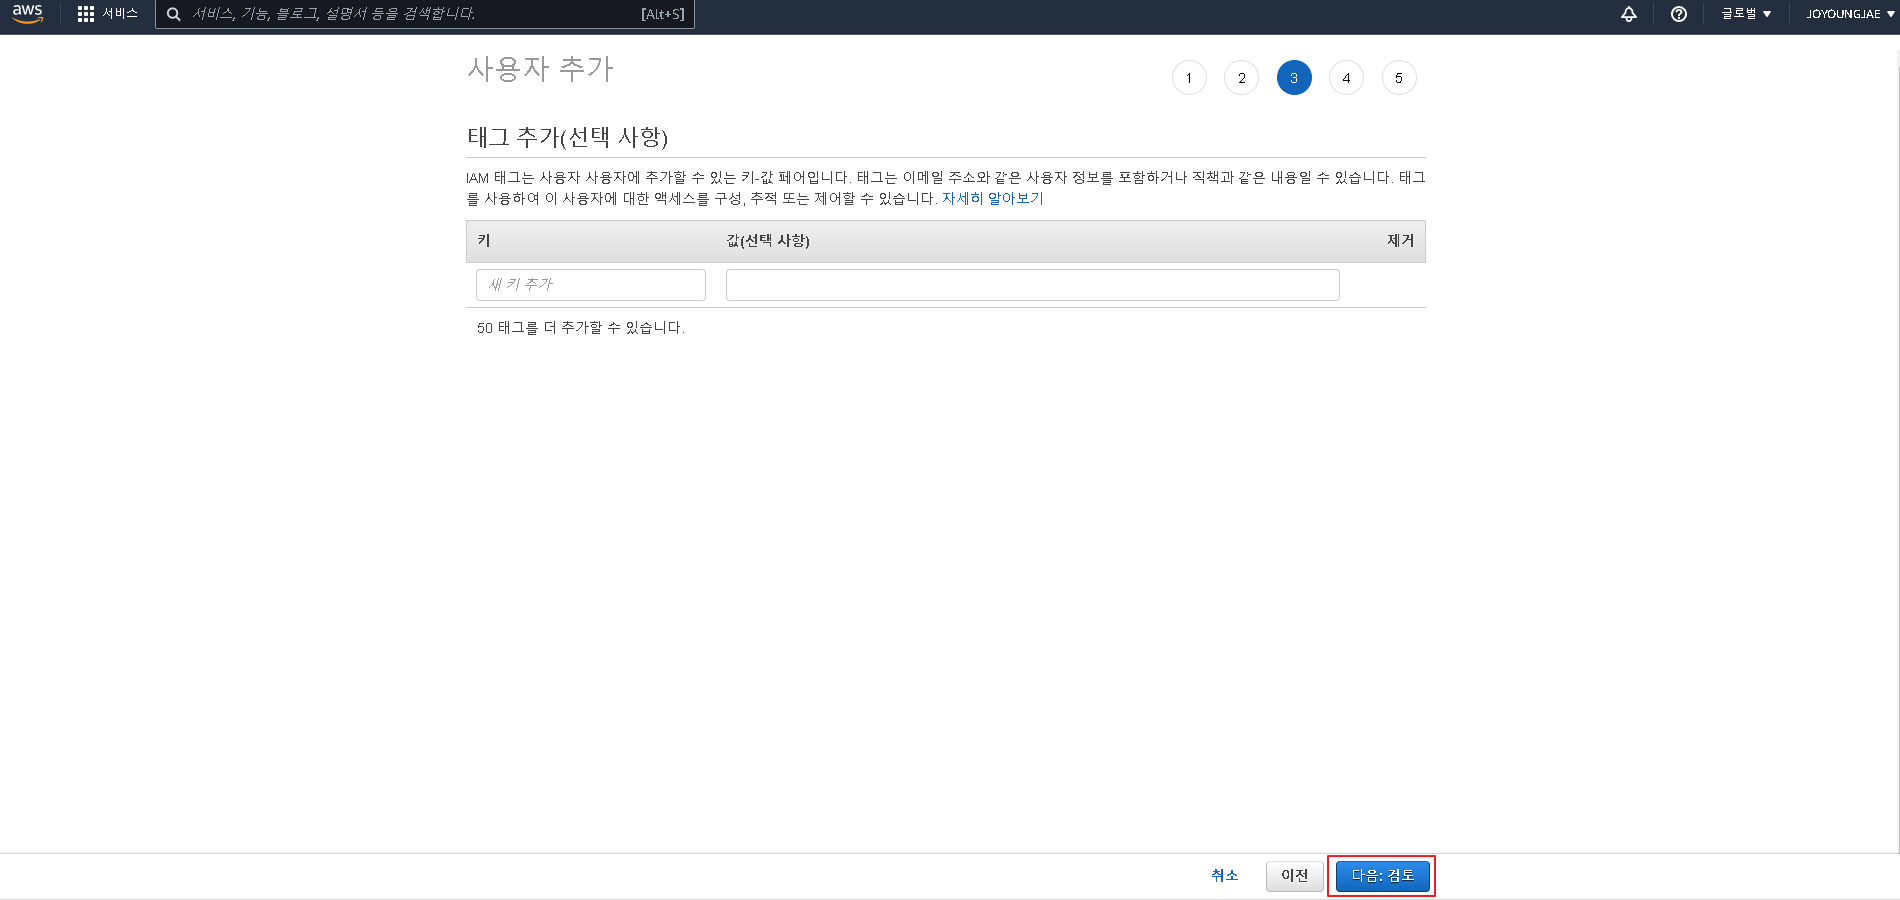 aws 서비스 서비스, 기능, 블로그, 설명서 등을 검색합니다. [Alt+S] 글로벌 JOYOUNGJAE
사용자 추가 1 2 3 4 5
태그 추가(선택 사항)
IAM 태그는 사용자 사용자에 추가할 수 있는 키-값 페어입니다. 태그는 이메일 주소와 같은 사용자 정보를 포함하거나 직책과 같은 내용일 수 있습니다. 태그
를 사용하여 이 사용자에 대한 액세스를 구성, 추적 또는 제어할 수 있습니다. 자세히 알아보기
키 값(선택 사항) 제거
새 키 추가
50 태그를 더 추가할 수 있습니다.
취소 이전 다음: 검토